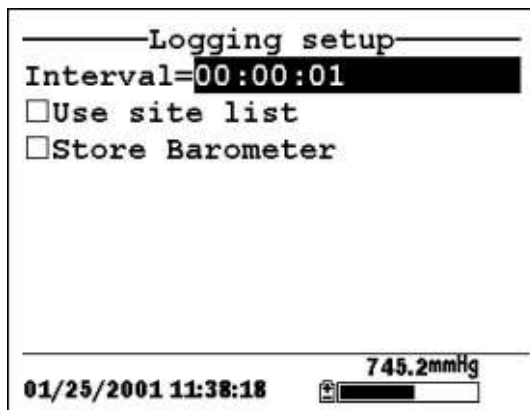 Logging setup
Interval=00:00:01
□Use site list
□Store Barometer
745.2mmHg
01/25/2001 11:38:18